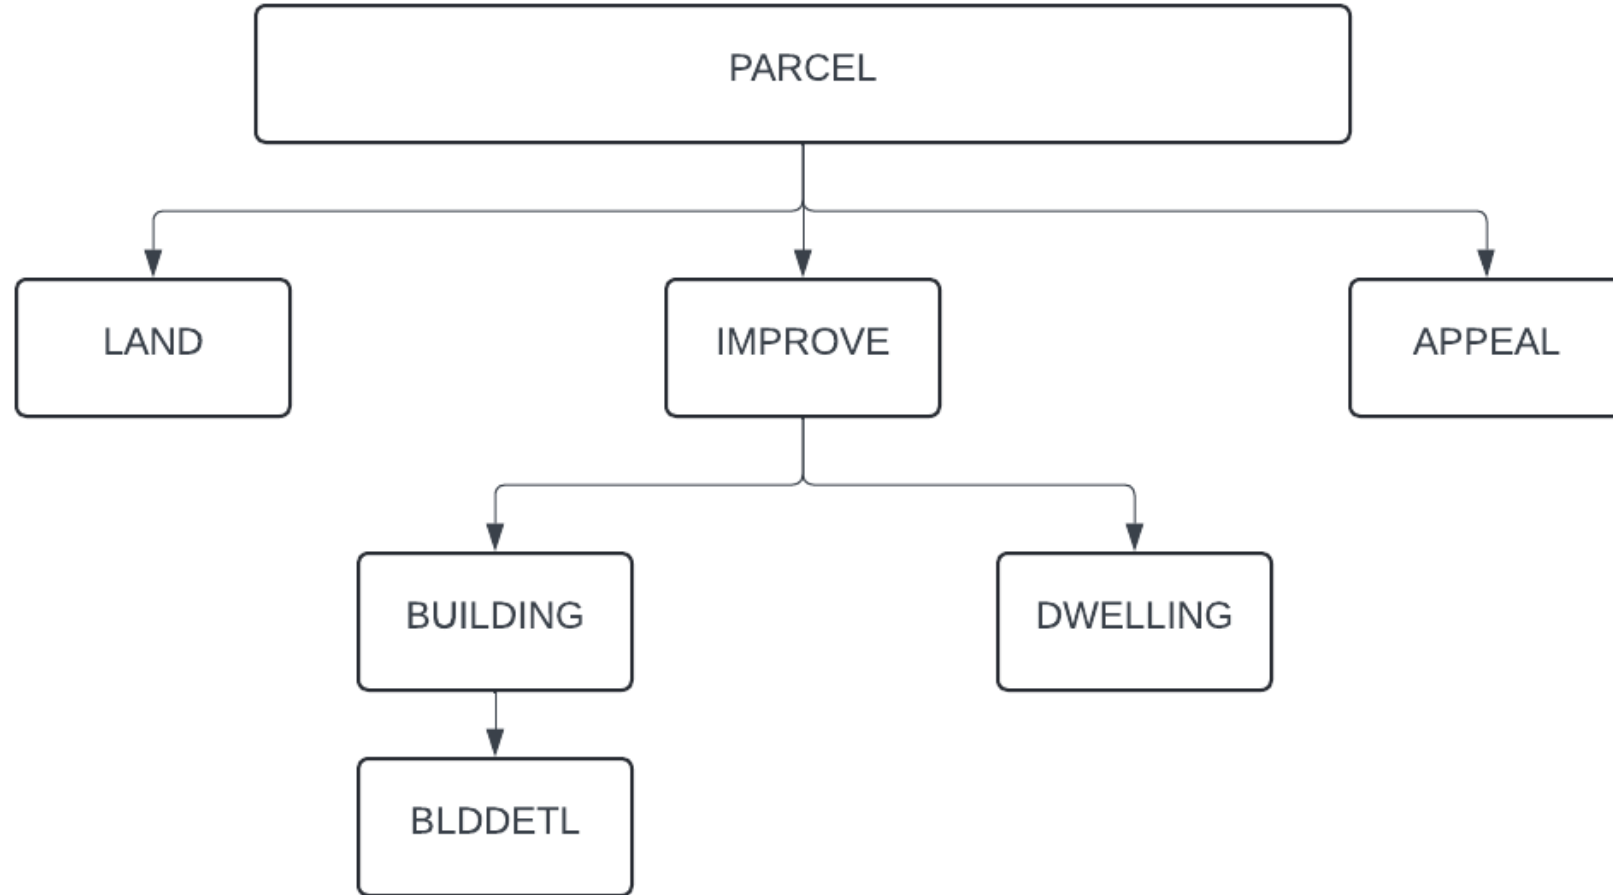 PARCEL
LAND
IMPROVE
APPEAL
BUILDING
DWELLING
BLDDETL